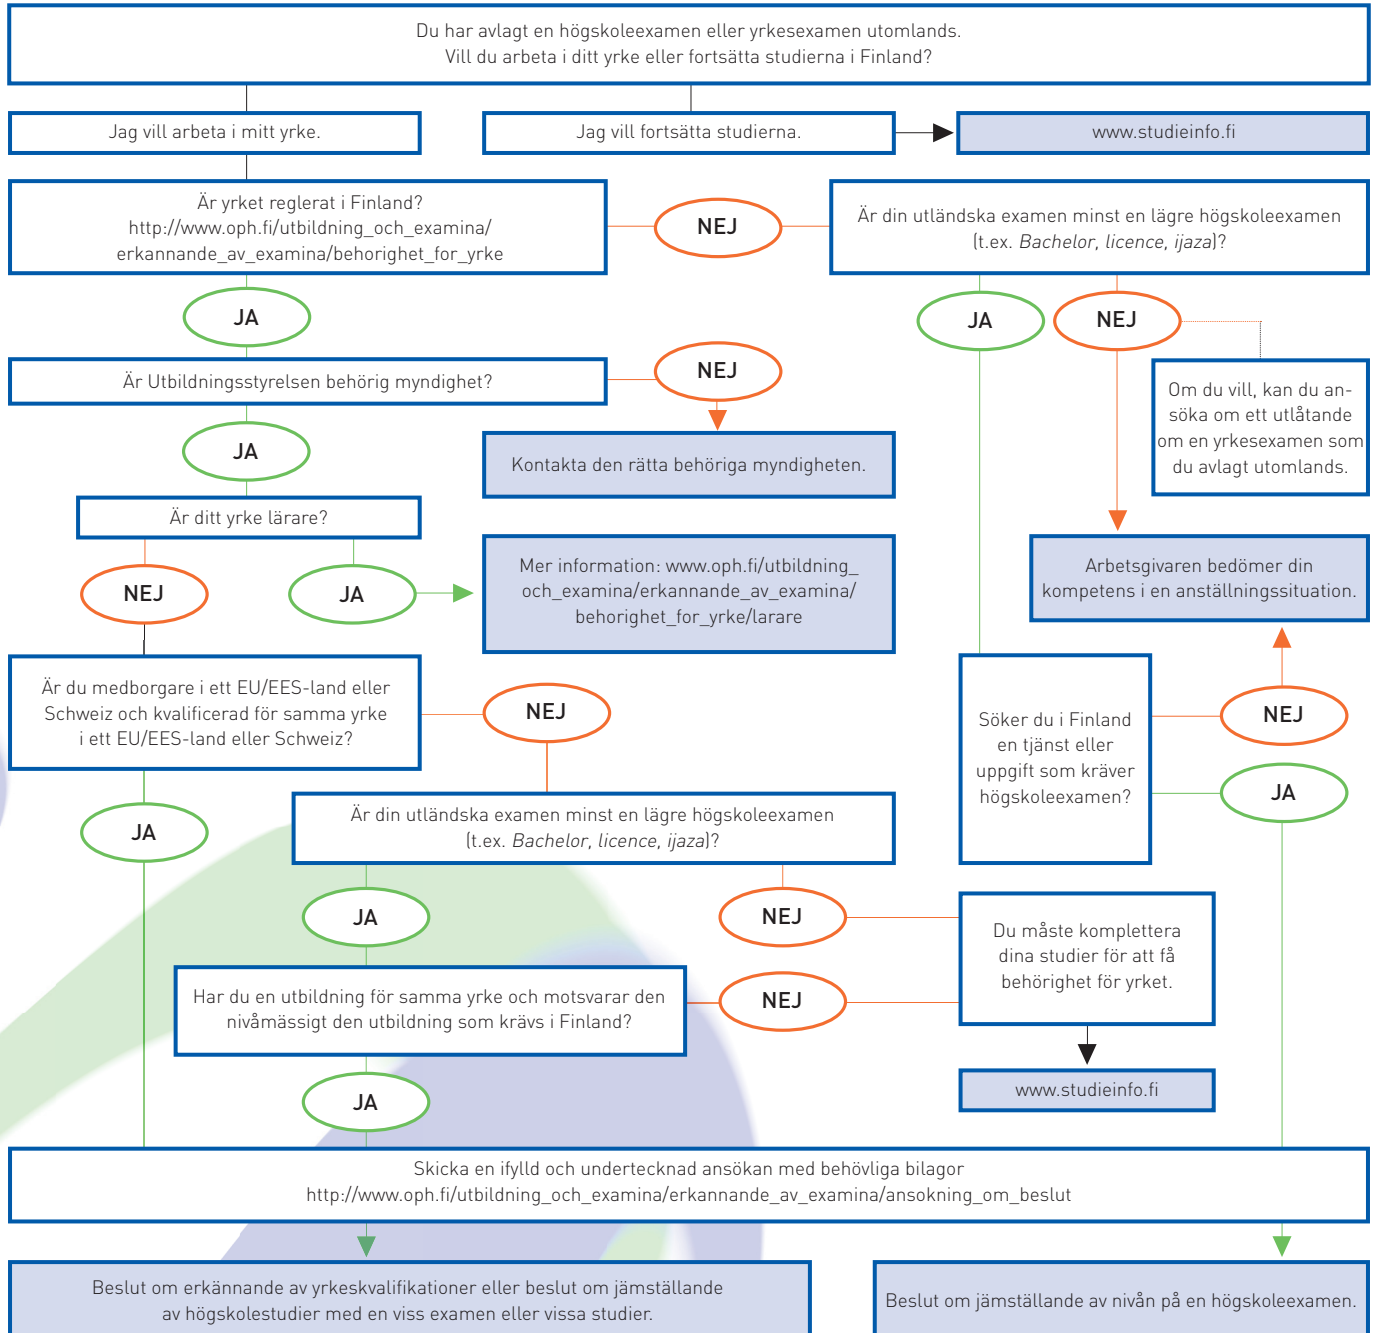 Du har avlagt en högskoleexamen eller yrkesexamen utomlands.
Vill du arbeta i ditt yrke eller fortsätta studierna i Finland?
Jag vill arbeta i mitt yrke.
Jag vill fortsätta studierna.
www.studieinfo.fi
Är yrket reglerat i Finland?
http://www.oph.fi/utbildning_och_examina/
erkannande_av_examina/behorighet_for_yrke
NEJ
Är din utländska examen minst en lägre högskoleexamen
(t.ex. Bachelor, licence, ijaza)?
JA
JA
NEJ
Är Utbildningsstyrelsen behörig myndighet?
NEJ
Om du vill, kan du an-
söka om ett utlåtande
om en yrkesexamen som
du avlagt utomlands.
JA
Kontakta den rätta behöriga myndigheten.
Är ditt yrke lärare?
NEJ
JA
Mer information: www.oph.fi/utbildning_
och_examina/erkannande_av_examina/
behorighet_for_yrke/larare
Arbetsgivaren bedömer din
kompetens i en anställningssituation.
Är du medborgare i ett EU/EES-land eller
Schweiz och kvalificerad för samma yrke
i ett EU/EES-land eller Schweiz?
NEJ
Söker du i Finland
en tjänst eller
uppgift som kräver
högskoleexamen?
NEJ
JA
JA
Är din utländska examen minst en lägre högskoleexamen
(t.ex. Bachelor, licence, ijaza)?
JA
NEJ
Du måste komplettera
dina studier för att få
behörighet för yrket.
Har du en utbildning för samma yrke och motsvarar den
nivåmässigt den utbildning som krävs i Finland?
NEJ
www.studieinfo.fi
JA
Skicka en ifylld och undertecknad ansökan med behövliga bilagor
http://www.oph.fi/utbildning_och_examina/erkannande_av_examina/ansokning_om_beslut
Beslut om erkännande av yrkeskvalifikationer eller beslut om jämställande
av högskolestudier med en viss examen eller vissa studier.
Beslut om jämställande av nivån på en högskoleexamen.